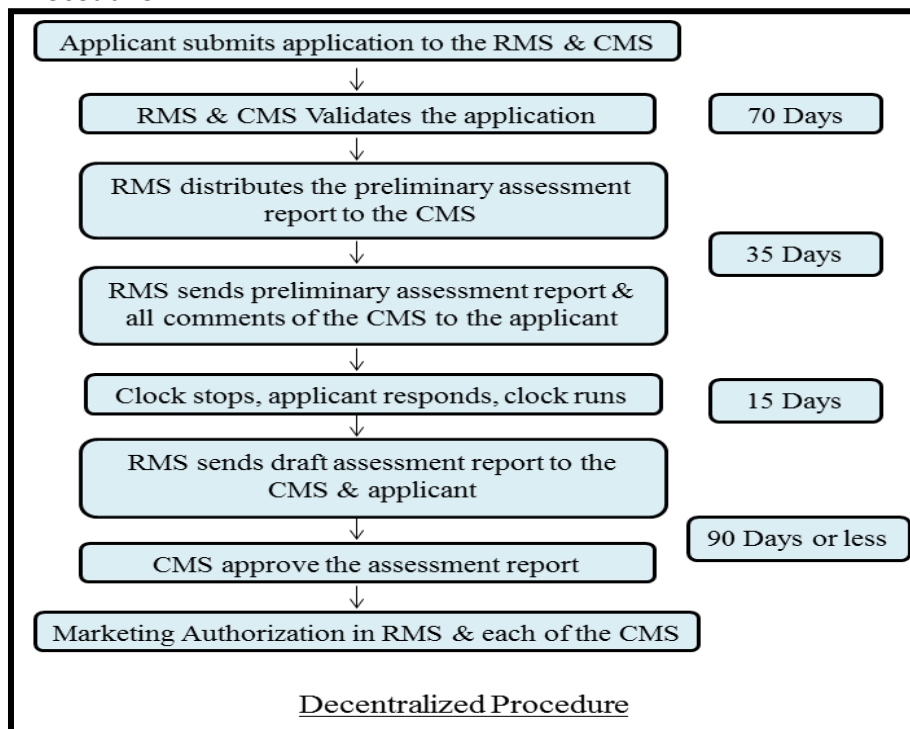 Applicant submits application to the RMS & CMS
RMS & CMS Validates the application
70 Days
RMS distributes the preliminary assessment
report to the CMS
35 Days
RMS sends preliminary assessment report &
all comments of the CMS to the applicant
Clock stops, applicant responds, clock runs
15 Days
RMS sends draft assessment report to the
CMS & applicant
90 Days or less
CMS approve the assessment report
Marketing Authorization in RMS & each of the CMS
Decentralized Procedure